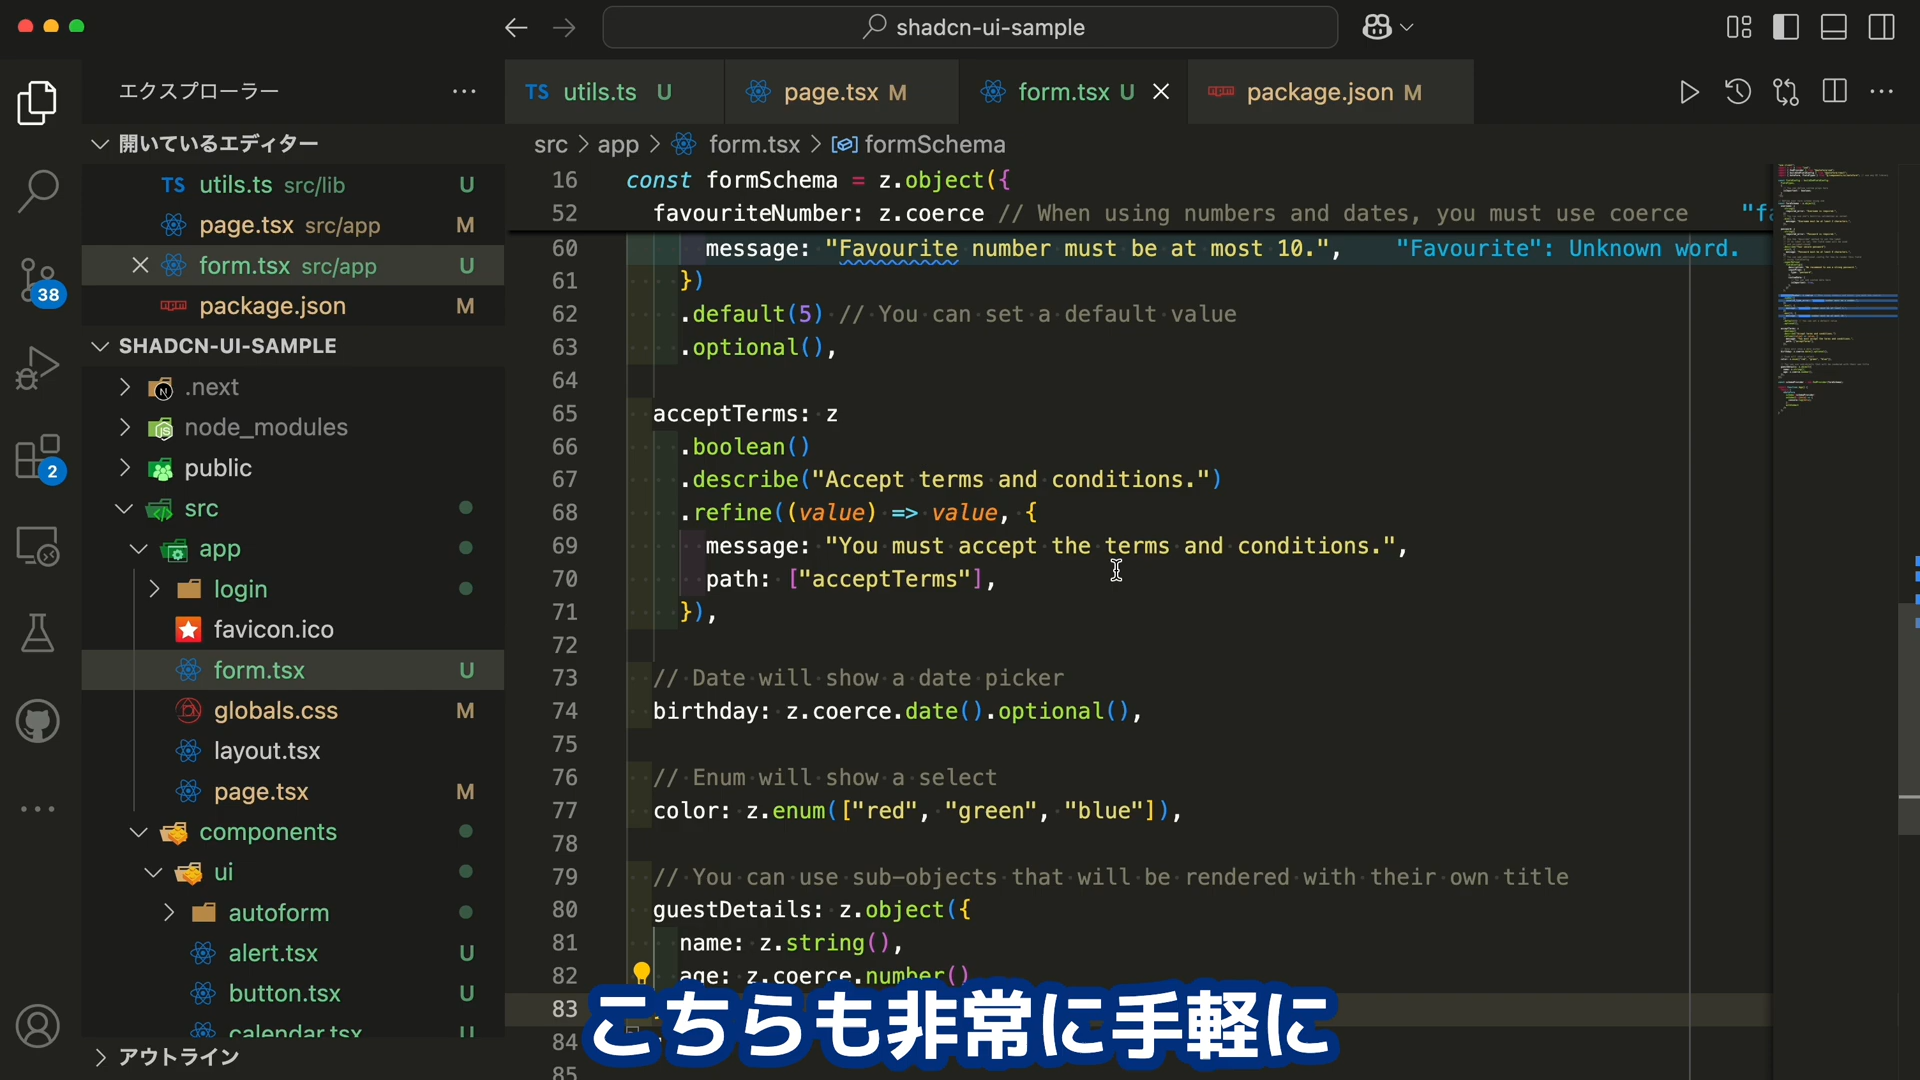 shadcn-ui-sample
エクスプローラー
TS utils.ts U
page.tsx M
form.tsx U
package.json M
開いているエディター
TS utils.ts src/lib U
page.tsx src/app M
form.tsx src/app U
package.json M
38
2
SHADCN-UI-SAMPLE
.next
node_modules
public
src
app
login
favicon.ico
form.tsx U
globals.css M
layout.tsx
page.tsx M
components
ui
autoform
alert.tsx U
button.tsx U
calendar.tsx U
アウトライン
src > app > form.tsx > formSchema
16 const formSchema = z.object({
52 favouriteNumber: z.coerce // When using numbers and dates, you must use coerce "fa
60 message: "Favourite number must be at most 10.", "Favourite": Unknown word.
61 })
62 .default(5) // You can set a default value
63 .optional(),
64
65 acceptTerms: z
66 .boolean()
67 .describe("Accept terms and conditions.")
68 .refine((value) => value, {
69 message: "You must accept the terms and conditions.",
70 path: ["acceptTerms"],
71 }),
72
73 // Date will show a date picker
74 birthday: z.coerce.date().optional(),
75
76 // Enum will show a select
77 color: z.enum(["red", "green", "blue"]),
78
79 // You can use sub-objects that will be rendered with their own title
80 guestDetails: z.object({
81 name: z.string(),
82 age: z.coerce.number()
83
84
85
こちらも非常に手軽に